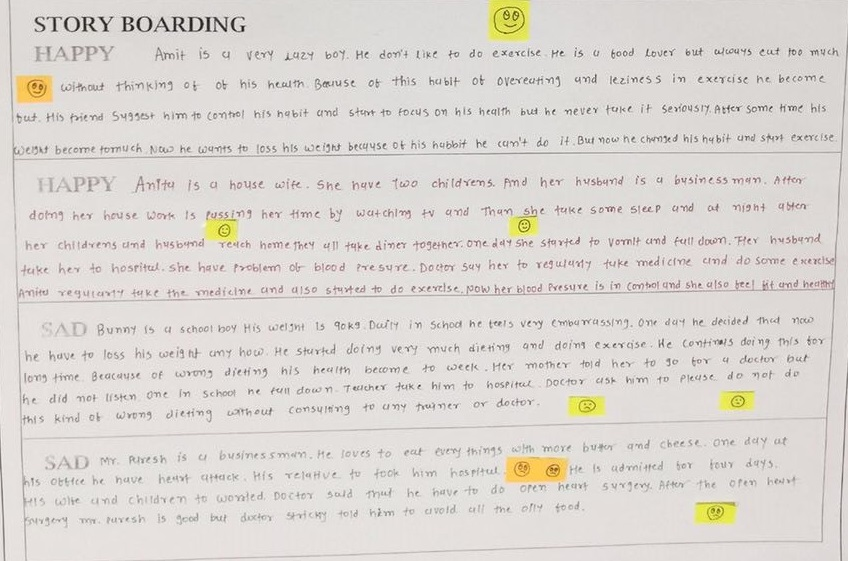 STORY BOARDING
HAPPY Amit is a very Lazy boy. He don't like to do exercise. He is a food Lover but always eat too much
without thinking of of his health. Beause of this habit of overeating and leziness in exercise he become
fat. His friend Suggest him to control his habit and start to focus on his health but he never take it seriously. After some time his
weight become tomuch. Now he wants to loss his weight becquse of his habbit he can't do it. But now he changed his habit and start exercise.
HAPPY Anita is a house wife. She have Two childrens. And her husband is a business man. After
doing her house work is passing her time by watching tv and Than she take some sleep and at night after
her childrens and husband reach home they all take diner together. one day she started to vomit and fall down. Her husband
take her to hospital. She have problem of blood Presure. Doctor say her to regularly take medicine and do some exercise
Anita regularly take the medicine and also started to do exercise. Now her blood Presure is in control and she also feel fit and healthy
SAD Bunny is a school boy His weight is 90kg. Daily in School he feels very embarrassing. One day he decided that now
he have to loss his weight any how. He started doing very much dieting and doing exercise. He continuis doing this for
long time. Beacause of wrong dieting his health become to week. Her mother told her to go for a doctor but
he did not listen. one in school he fall down. Teacher take him to hospital. Doctor ask him to please do not do
this kind of wrong dieting without consulting to any trainer or doctor.
SAD Mr. Paresh is a businessman. He loves to eat every things with more butter and cheese. One day at
his office he have heart attack. His relative to took him hospital. He is admitted for four days.
His wife and children to worried. Doctor said that he have to do open heart surgery. After the open heart
Surgery mr. Paresh is good but doctor stricky told him to avoid all the oily food.